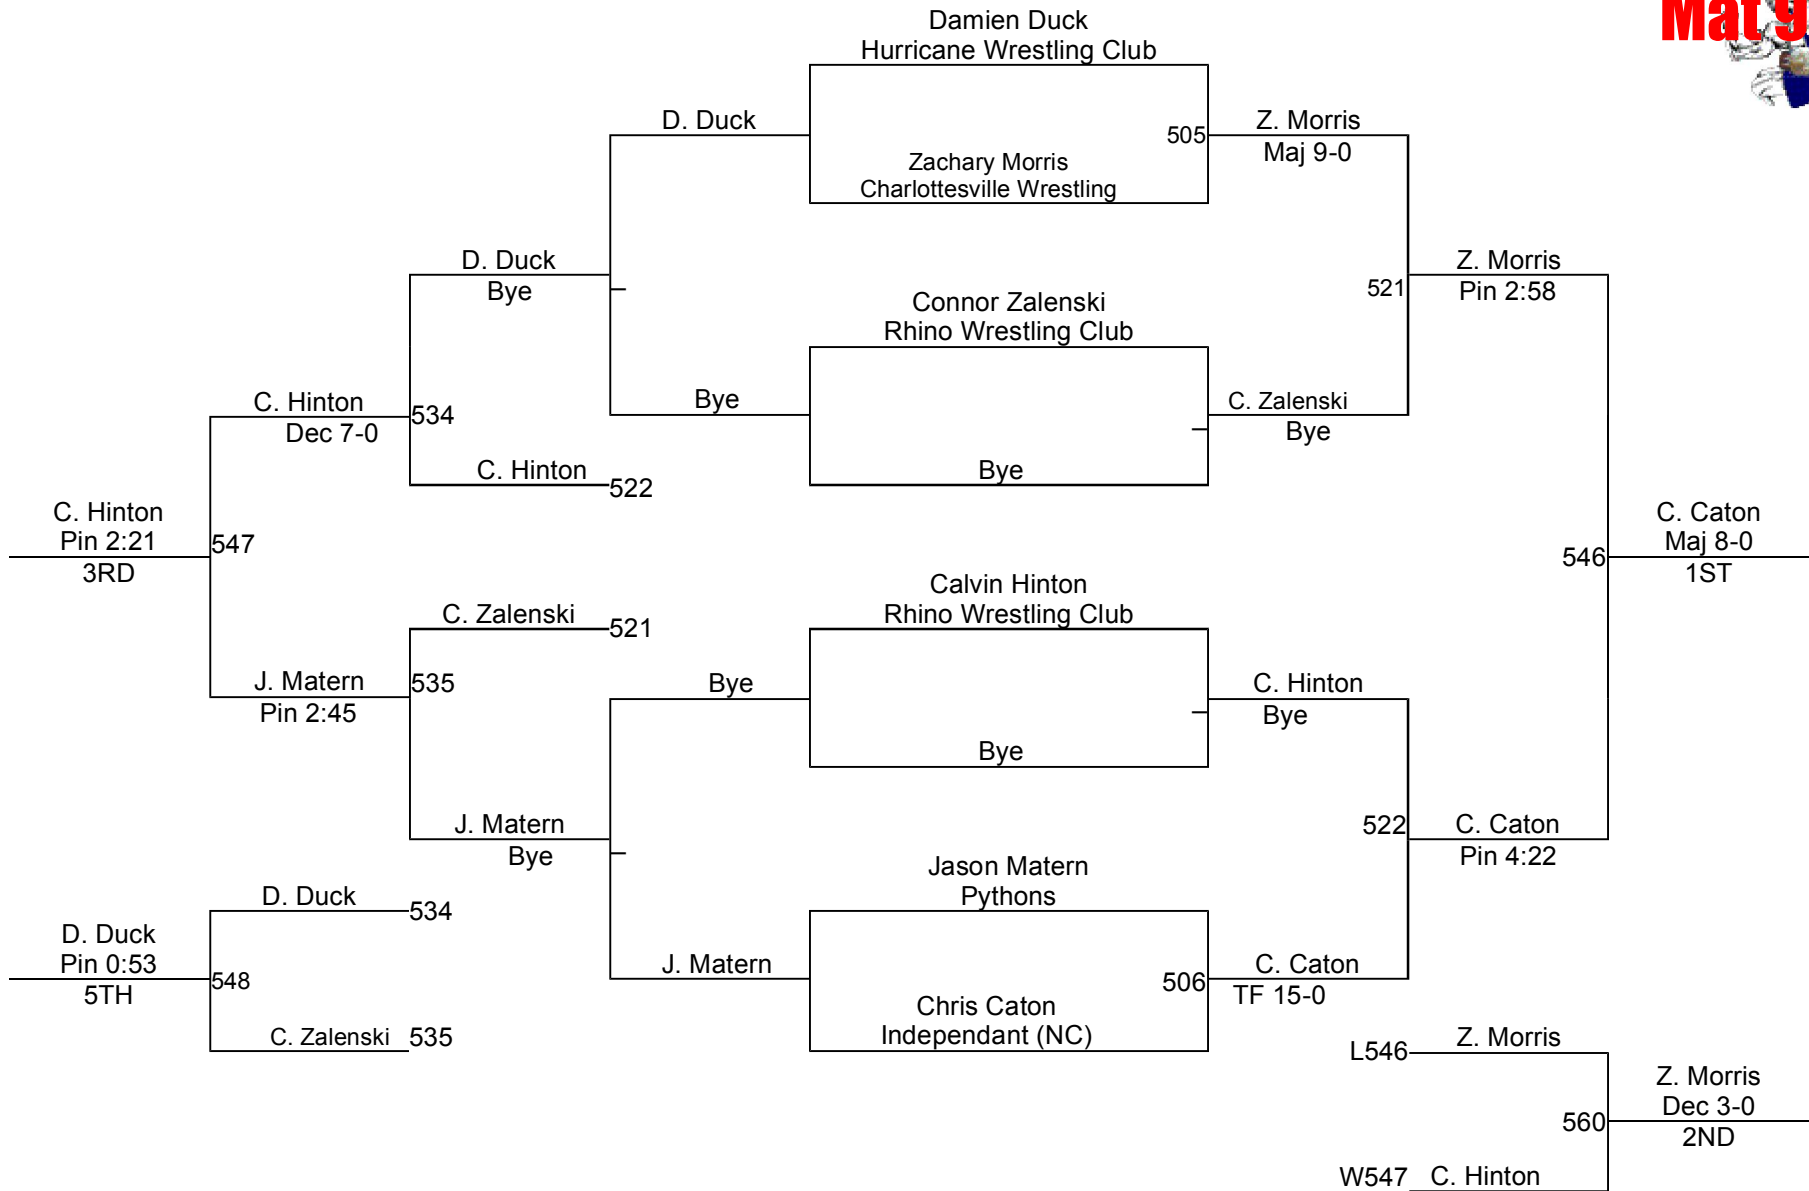 Mat 9
Damien Duck
Hurricane Wrestling Club
D. Duck
505
Z. Morris
Maj 9-0
Zachary Morris
Charlottesville Wrestling
D. Duck
Bye
Z. Morris
521
Pin 2:58
Connor Zalenski
Rhino Wrestling Club
C. Hinton
Dec 7-0
534
Bye
C. Zalenski
Bye
C. Hinton
522
Bye
C. Hinton
Pin 2:21
3RD
547
546
C. Caton
Maj 8-0
1ST
Calvin Hinton
Rhino Wrestling Club
C. Zalenski
521
J. Matern
Pin 2:45
535
Bye
C. Hinton
Bye
Bye
J. Matern
Bye
522
C. Caton
Pin 4:22
Jason Matern
Pythons
D. Duck
534
D. Duck
Pin 0:53
5TH
548
J. Matern
506
C. Caton
TF 15-0
Chris Caton
Independant (NC)
C. Zalenski
535
L546
Z. Morris
560
Z. Morris
Dec 3-0
2ND
W547
C. Hinton